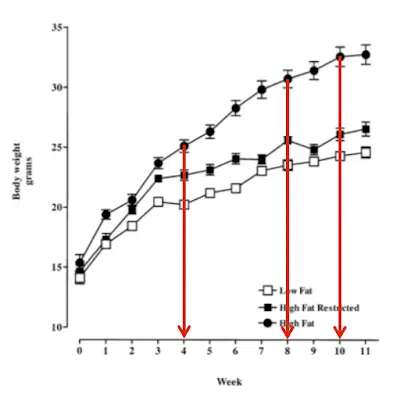 35
30
25
20
15
10
Body weight
grams
Low Fat
High Fat Restricted
High Fat
0 1 2 3 4 5 6 7 8 9 10 11
Week